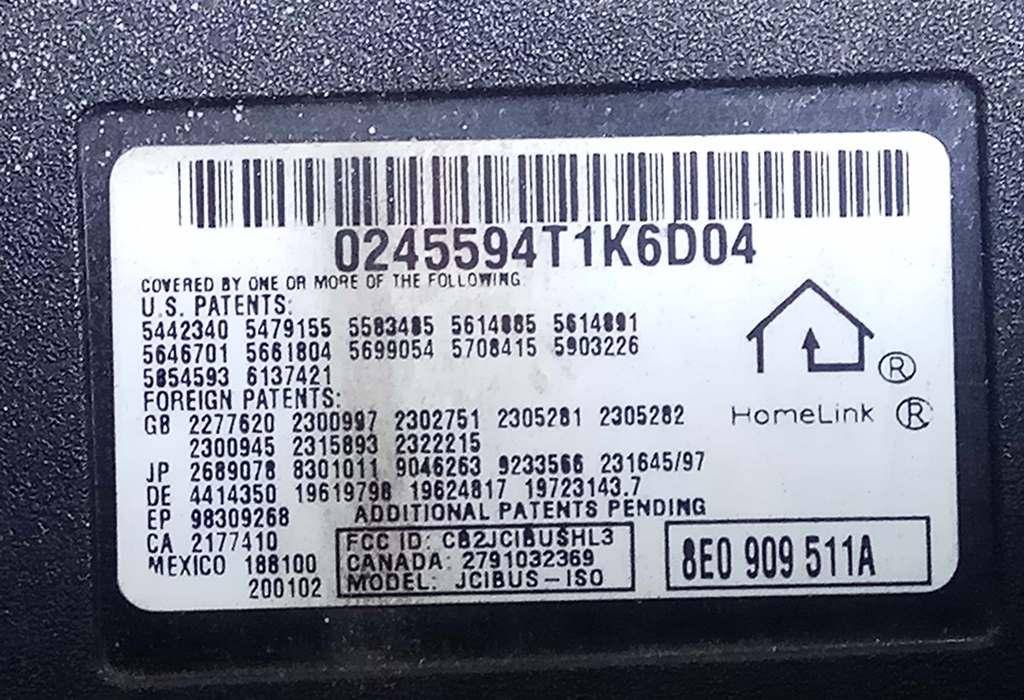 0245594T1K6D04
COVERED BY ONE OR MORE OF THE FOLLOWING
U.S. PATENTS:
5442340 5479155 5583485 5614885 5614891
5646701 5661804 5699054 5708415 5903226
5854593 6137421
FOREIGN PATENTS:
GB 2277620 2300997 2302751 2305281 2305282
2300945 2315893 2322215
JP 2689078 8301011 9046263 9233566 231645/97
DE 4414350 19619798 19624817 19723143.7
EP 98309268
ADDITIONAL PATENTS PENDING
CA 2177410
MEXICO 188100
200102
FCC ID: CB2JCIBUSHL3
CANADA: 2791032369
MODEL: JCIBUS-ISO
®
HomeLink ®
8E0 909 511A